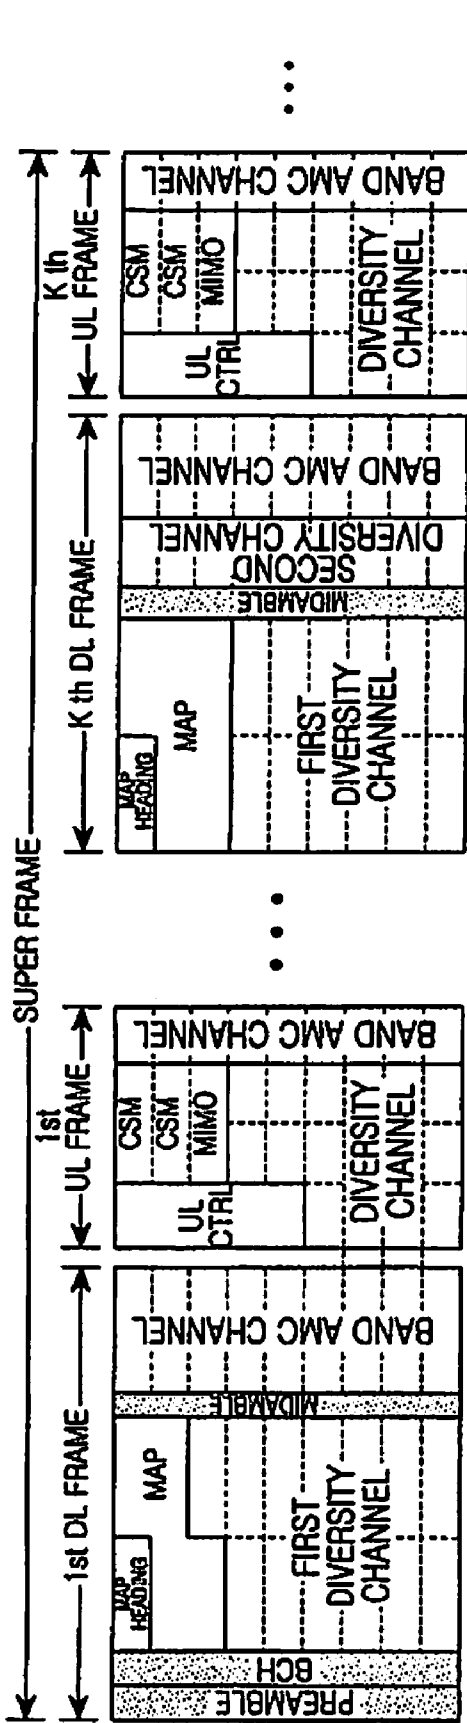 SUPER FRAME
1st DL FRAME
1st
UL FRAME
K th DL FRAME
K th
UL FRAME
PREAMBLE
BCH
MAP
HEADING
MAP
FIRST
DIVERSITY
CHANNEL
MIDAMBLE
BAND AMC CHANNEL
UL
CTRL
CSM
CSM
MIMO
DIVERSITY
CHANNEL
BAND AMC CHANNEL
MAP
HEADING
MAP
FIRST
DIVERSITY
CHANNEL
MIDAMBLE
SECOND
DIVERSITY CHANNEL
BAND AMC CHANNEL
UL
CTRL
CSM
CSM
MIMO
DIVERSITY
CHANNEL
BAND AMC CHANNEL